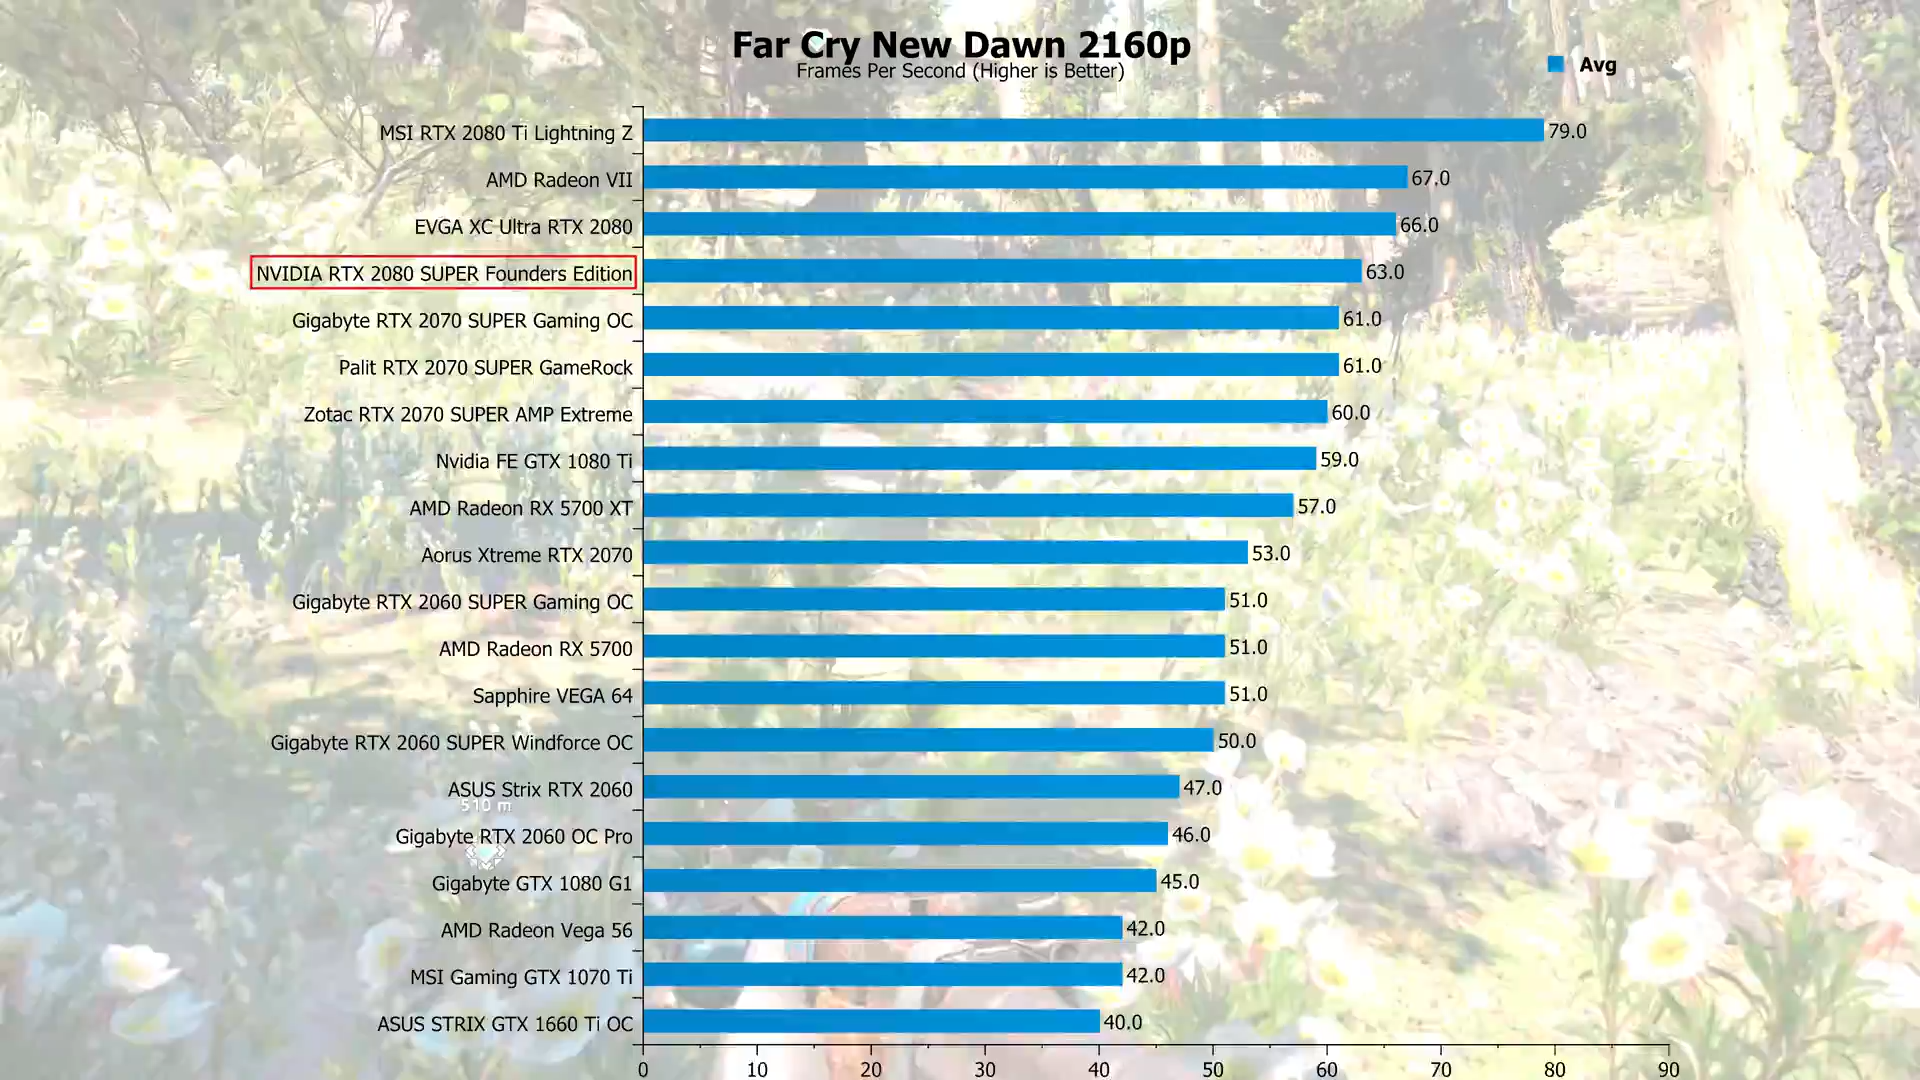 Far Cry New Dawn 2160p
Frames Per Second (Higher is Better)
Avg
MSI RTX 2080 Ti Lightning Z 79.0
AMD Radeon VII 67.0
EVGA XC Ultra RTX 2080 66.0
NVIDIA RTX 2080 SUPER Founders Edition 63.0
Gigabyte RTX 2070 SUPER Gaming OC 61.0
Palit RTX 2070 SUPER GameRock 61.0
Zotac RTX 2070 SUPER AMP Extreme 60.0
Nvidia FE GTX 1080 Ti 59.0
AMD Radeon RX 5700 XT 57.0
Aorus Xtreme RTX 2070 53.0
Gigabyte RTX 2060 SUPER Gaming OC 51.0
AMD Radeon RX 5700 51.0
Sapphire VEGA 64 51.0
Gigabyte RTX 2060 SUPER Windforce OC 50.0
ASUS Strix RTX 2060 47.0
510 m
Gigabyte RTX 2060 OC Pro 46.0
Gigabyte GTX 1080 G1 45.0
AMD Radeon Vega 56 42.0
MSI Gaming GTX 1070 Ti 42.0
ASUS STRIX GTX 1660 Ti OC 40.0
0 10 20 30 40 50 60 70 80 90